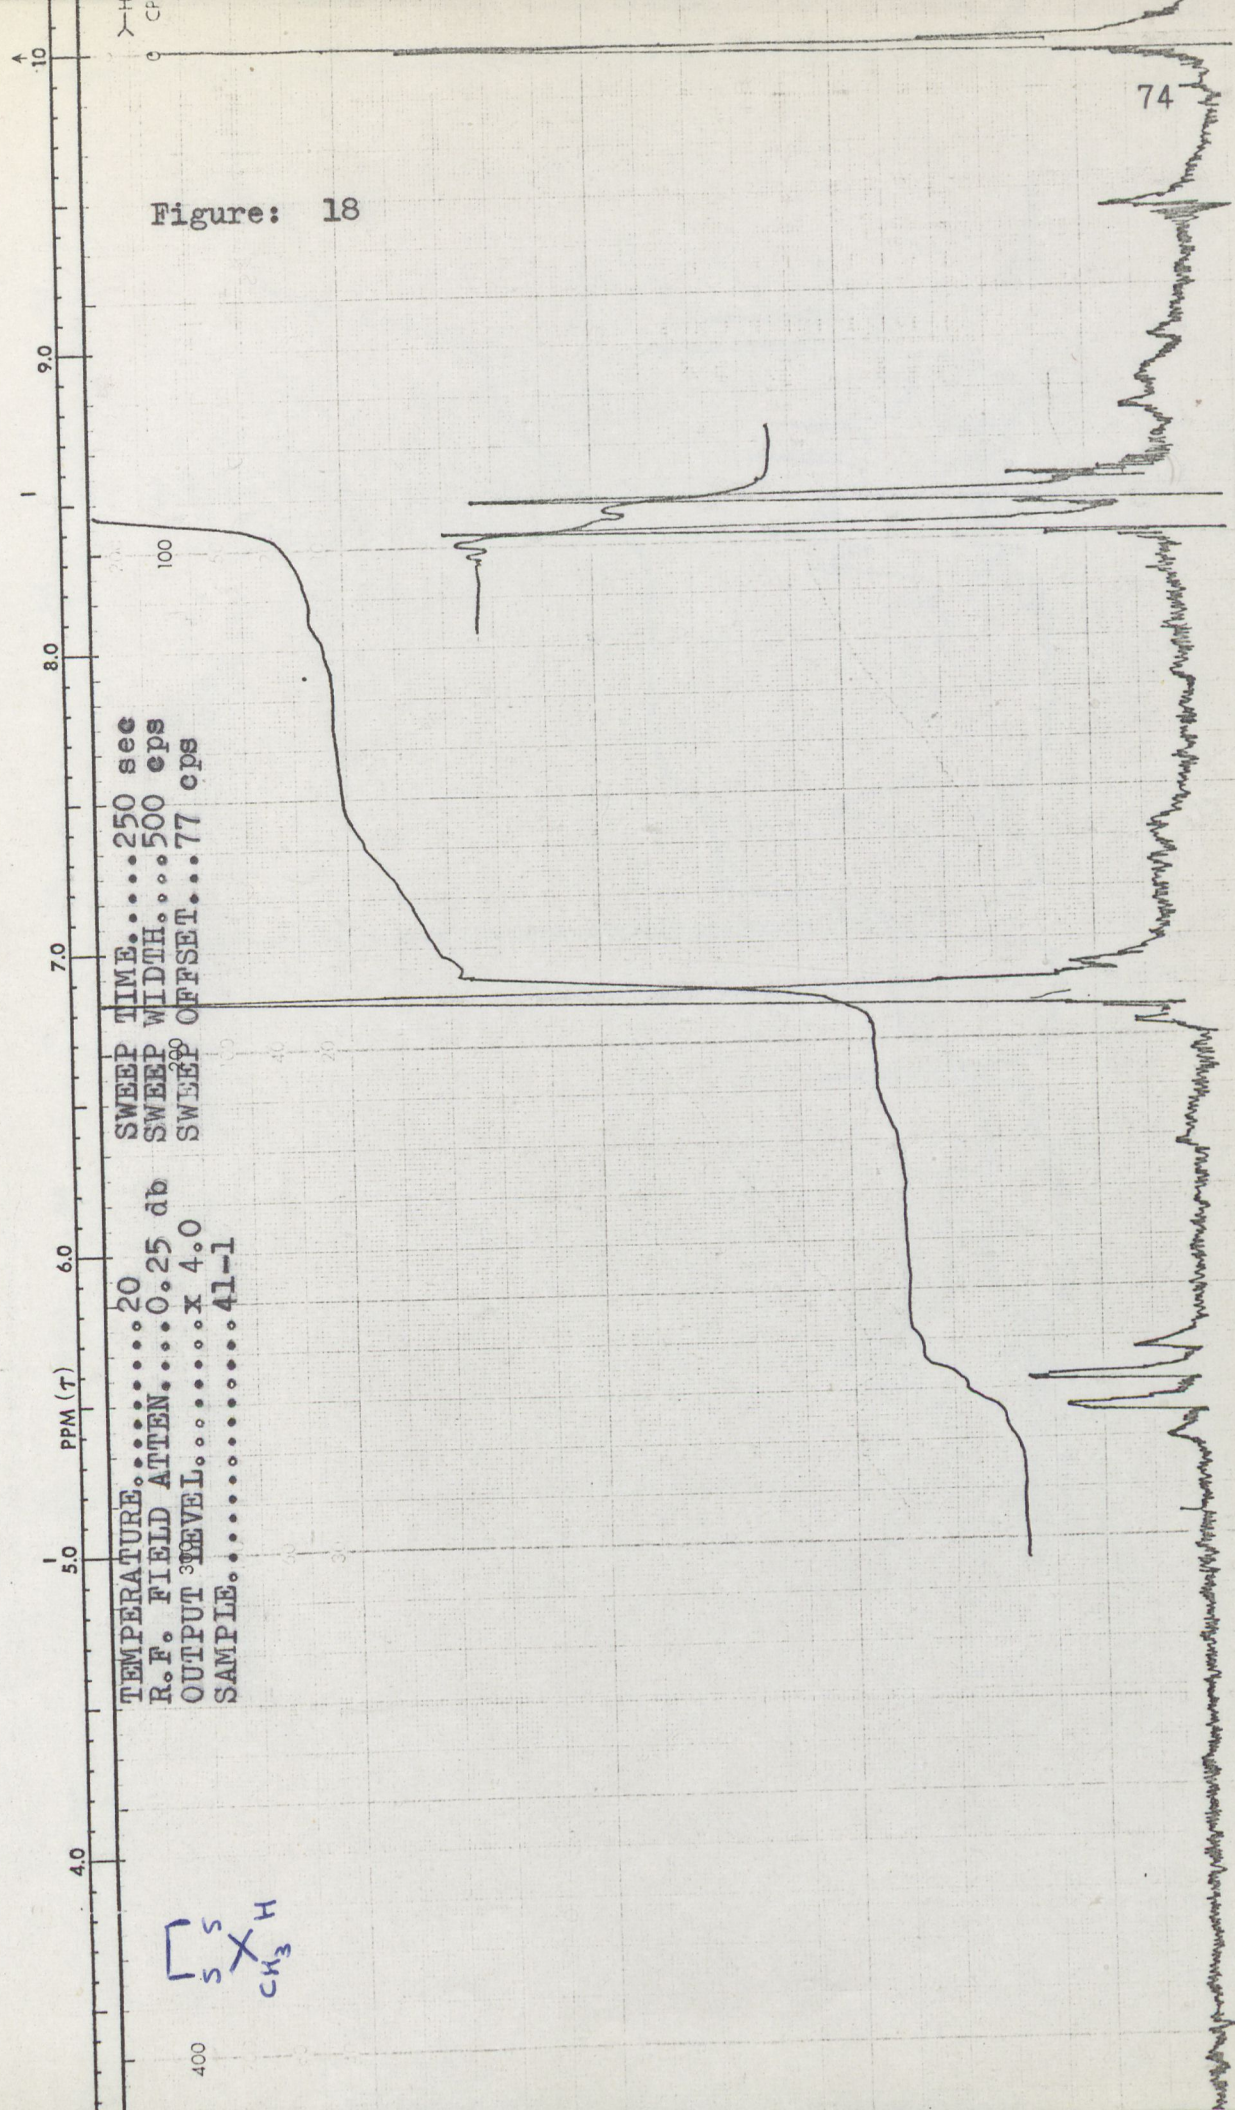 74
Figure: 18
10
9.0
8.0
7.0
6.0
PPM (τ)
5.0
4.0
100
200
300
400
TEMPERATURE..........20
R.F. FIELD ATTEN....0.25 db
OUTPUT LEVEL........x 4.0
SAMPLE..............41-1
SWEEP TIME.....250 sec
SWEEP WIDTH....500 cps
SWEEP OFFSET...77 cps
S S
CH₃ H